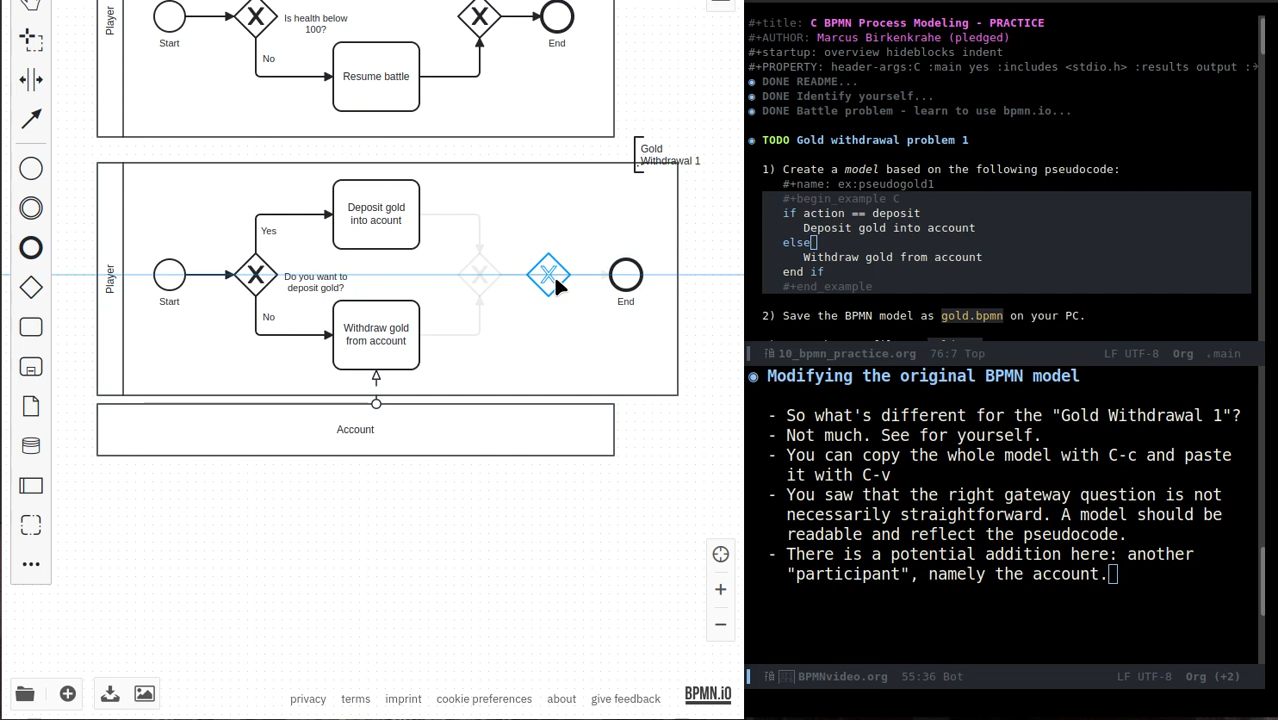 Player
Start
Is health below
100?
No
Resume battle
End
Gold
Withdrawal 1
Player
Start
Yes
Deposit gold
into acount
Do you want to
deposit gold?
No
Withdraw gold
from account
End
Account
privacy
terms
imprint
cookie preferences
about
give feedback
BPMN.iO
#+title: C BPMN Process Modeling - PRACTICE
#+AUTHOR: Marcus Birkenkrahe (pledged)
#+startup: overview hideblocks indent
#+PROPERTY: header-args:C :main yes :includes <stdio.h> :results output :
DONE README...
DONE Identify yourself...
DONE Battle problem - learn to use bpmn.io...
TODO Gold withdrawal problem 1
1) Create a model based on the following pseudocode:
#+name: ex:pseudogold1
#+begin_example C
if action == deposit
Deposit gold into account
else
Withdraw gold from account
end if
#+end_example
2) Save the BPMN model as gold.bpmn on your PC.
10_bpmn_practice.org 76:7 Top LF UTF-8 Org .main
Modifying the original BPMN model
- So what's different for the "Gold Withdrawal 1"?
- Not much. See for yourself.
- You can copy the whole model with C-c and paste
it with C-v
- You saw that the right gateway question is not
necessarily straightforward. A model should be
readable and reflect the pseudocode.
- There is a potential addition here: another
"participant", namely the account.
BPMNvideo.org 55:36 Bot LF UTF-8 Org (+2)